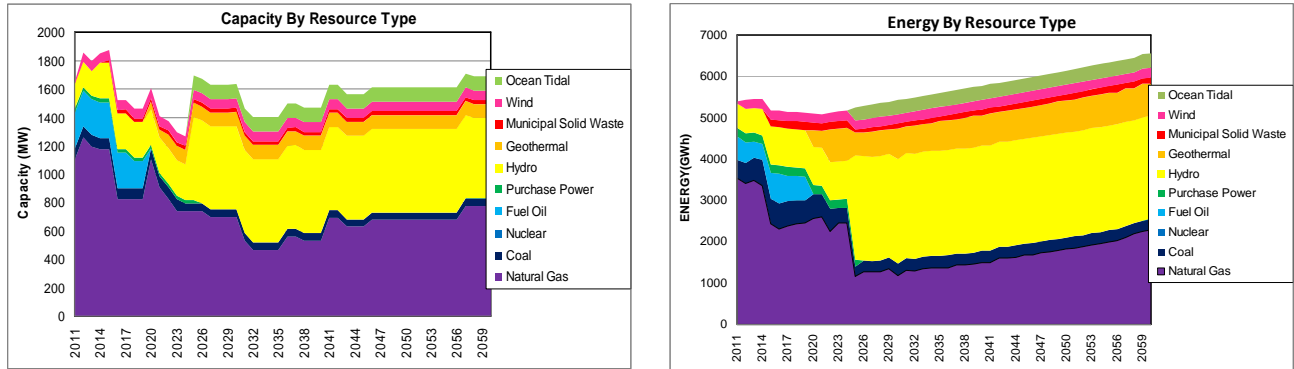 Capacity By Resource Type
Capacity (MW)
2000
1800
1600
1400
1200
1000
800
600
400
200
0
2011
2014
2017
2020
2023
2026
2029
2032
2035
2038
2041
2044
2047
2050
2053
2056
2059
Ocean Tidal
Wind
Municipal Solid Waste
Geothermal
Hydro
Purchase Power
Fuel Oil
Nuclear
Coal
Natural Gas
Energy By Resource Type
ENERGY(GWh)
7000
6000
5000
4000
3000
2000
1000
0
2011
2014
2017
2020
2023
2026
2029
2032
2035
2038
2041
2044
2047
2050
2053
2056
2059
Ocean Tidal
Wind
Municipal Solid Waste
Geothermal
Hydro
Purchase Power
Fuel Oil
Nuclear
Coal
Natural Gas